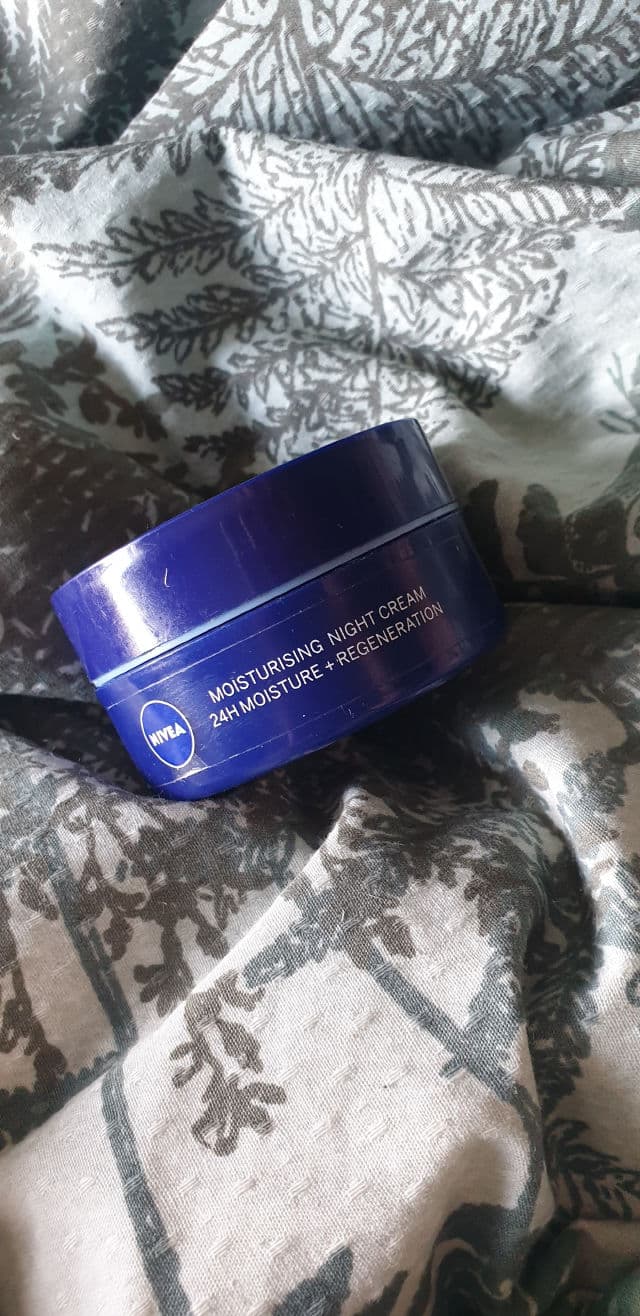 MOISTURISING NIGHT CREAM
24H MOISTURE + REGENERATION
NIVEA